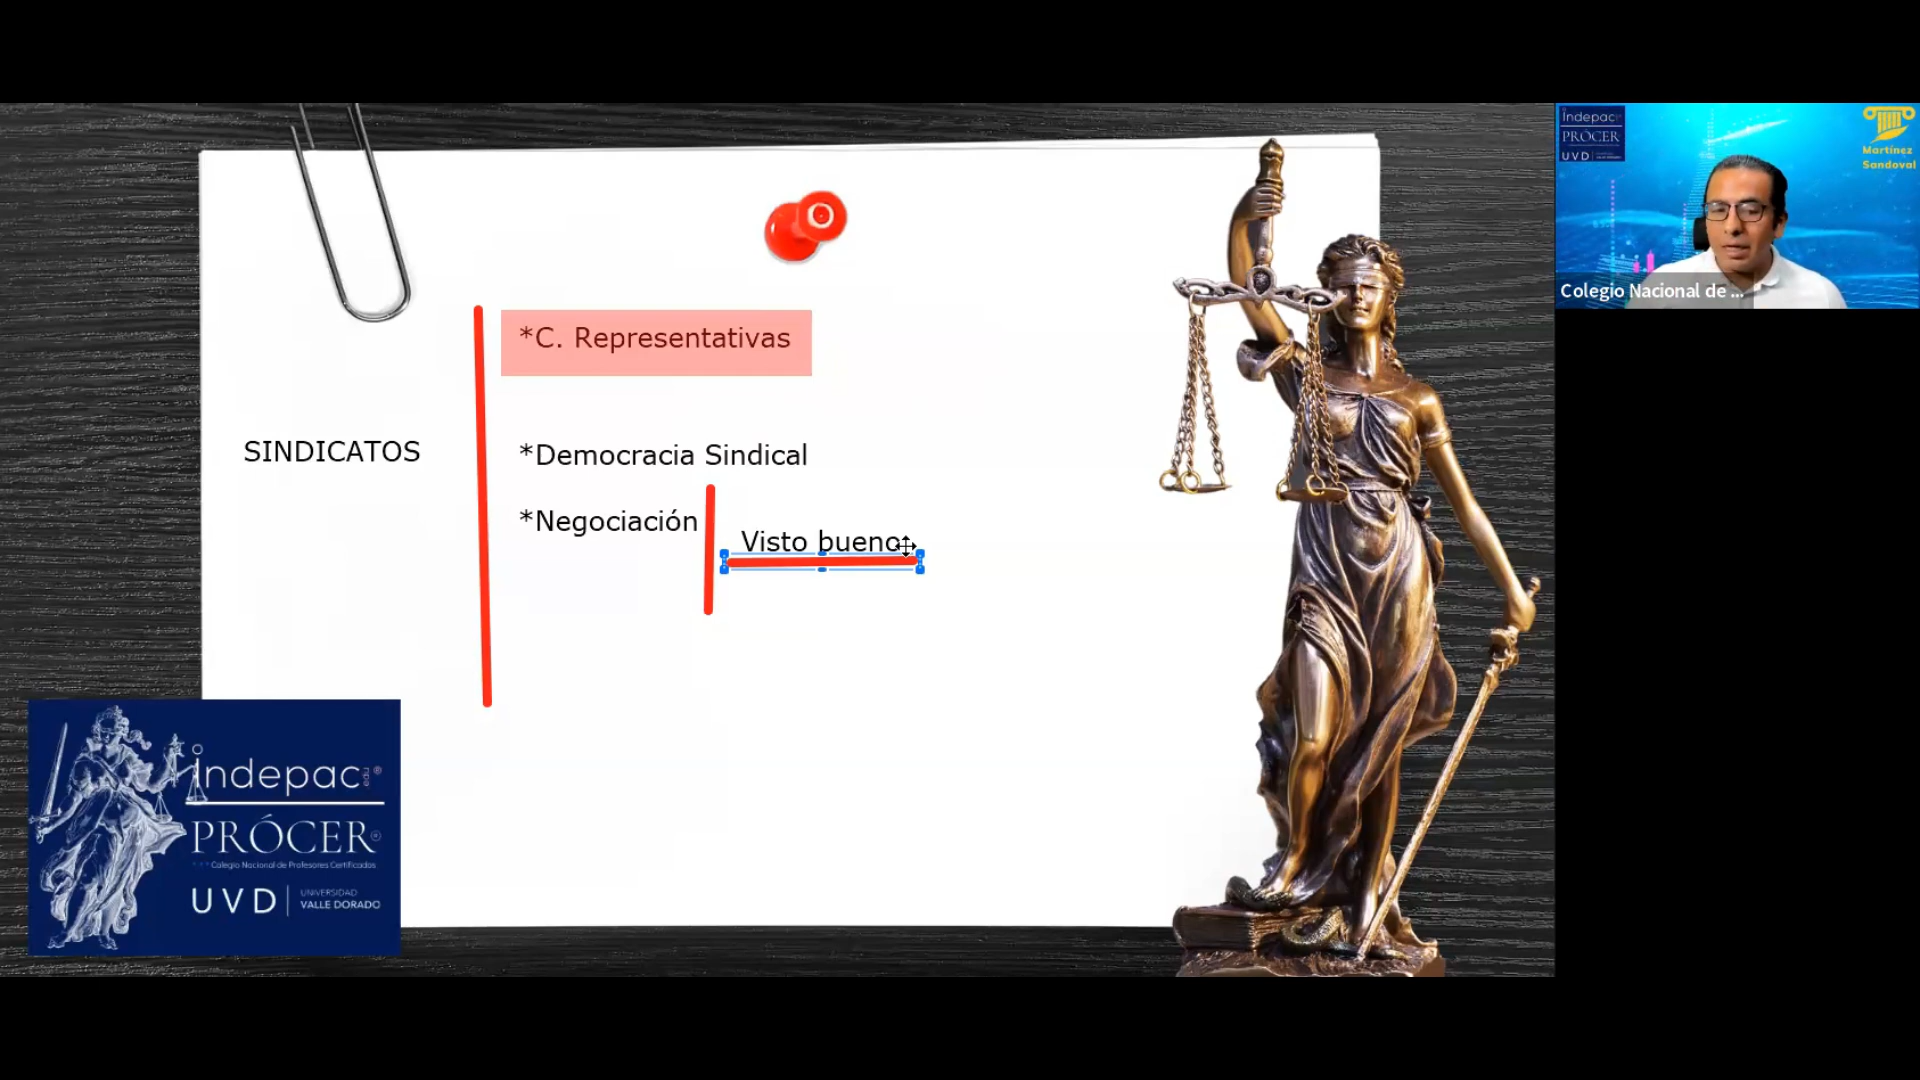 *C. Representativas
SINDICATOS
*Democracia Sindical
*Negociación
Visto bueno
indepac
PRÓCER
Colegio Nacional de Profesores Certificados
UVD
UNIVERSIDAD
VALLE DORADO
indepac
PRÓCER
UVD
Martínez
Sandoval
Colegio Nacional de ...